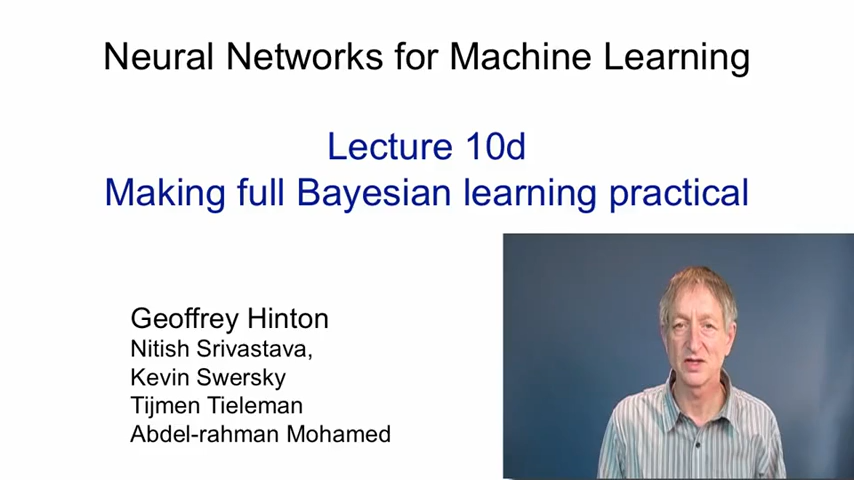 Neural Networks for Machine Learning
Lecture 10d
Making full Bayesian learning practical
Geoffrey Hinton
Nitish Srivastava,
Kevin Swersky
Tijmen Tieleman
Abdel-rahman Mohamed